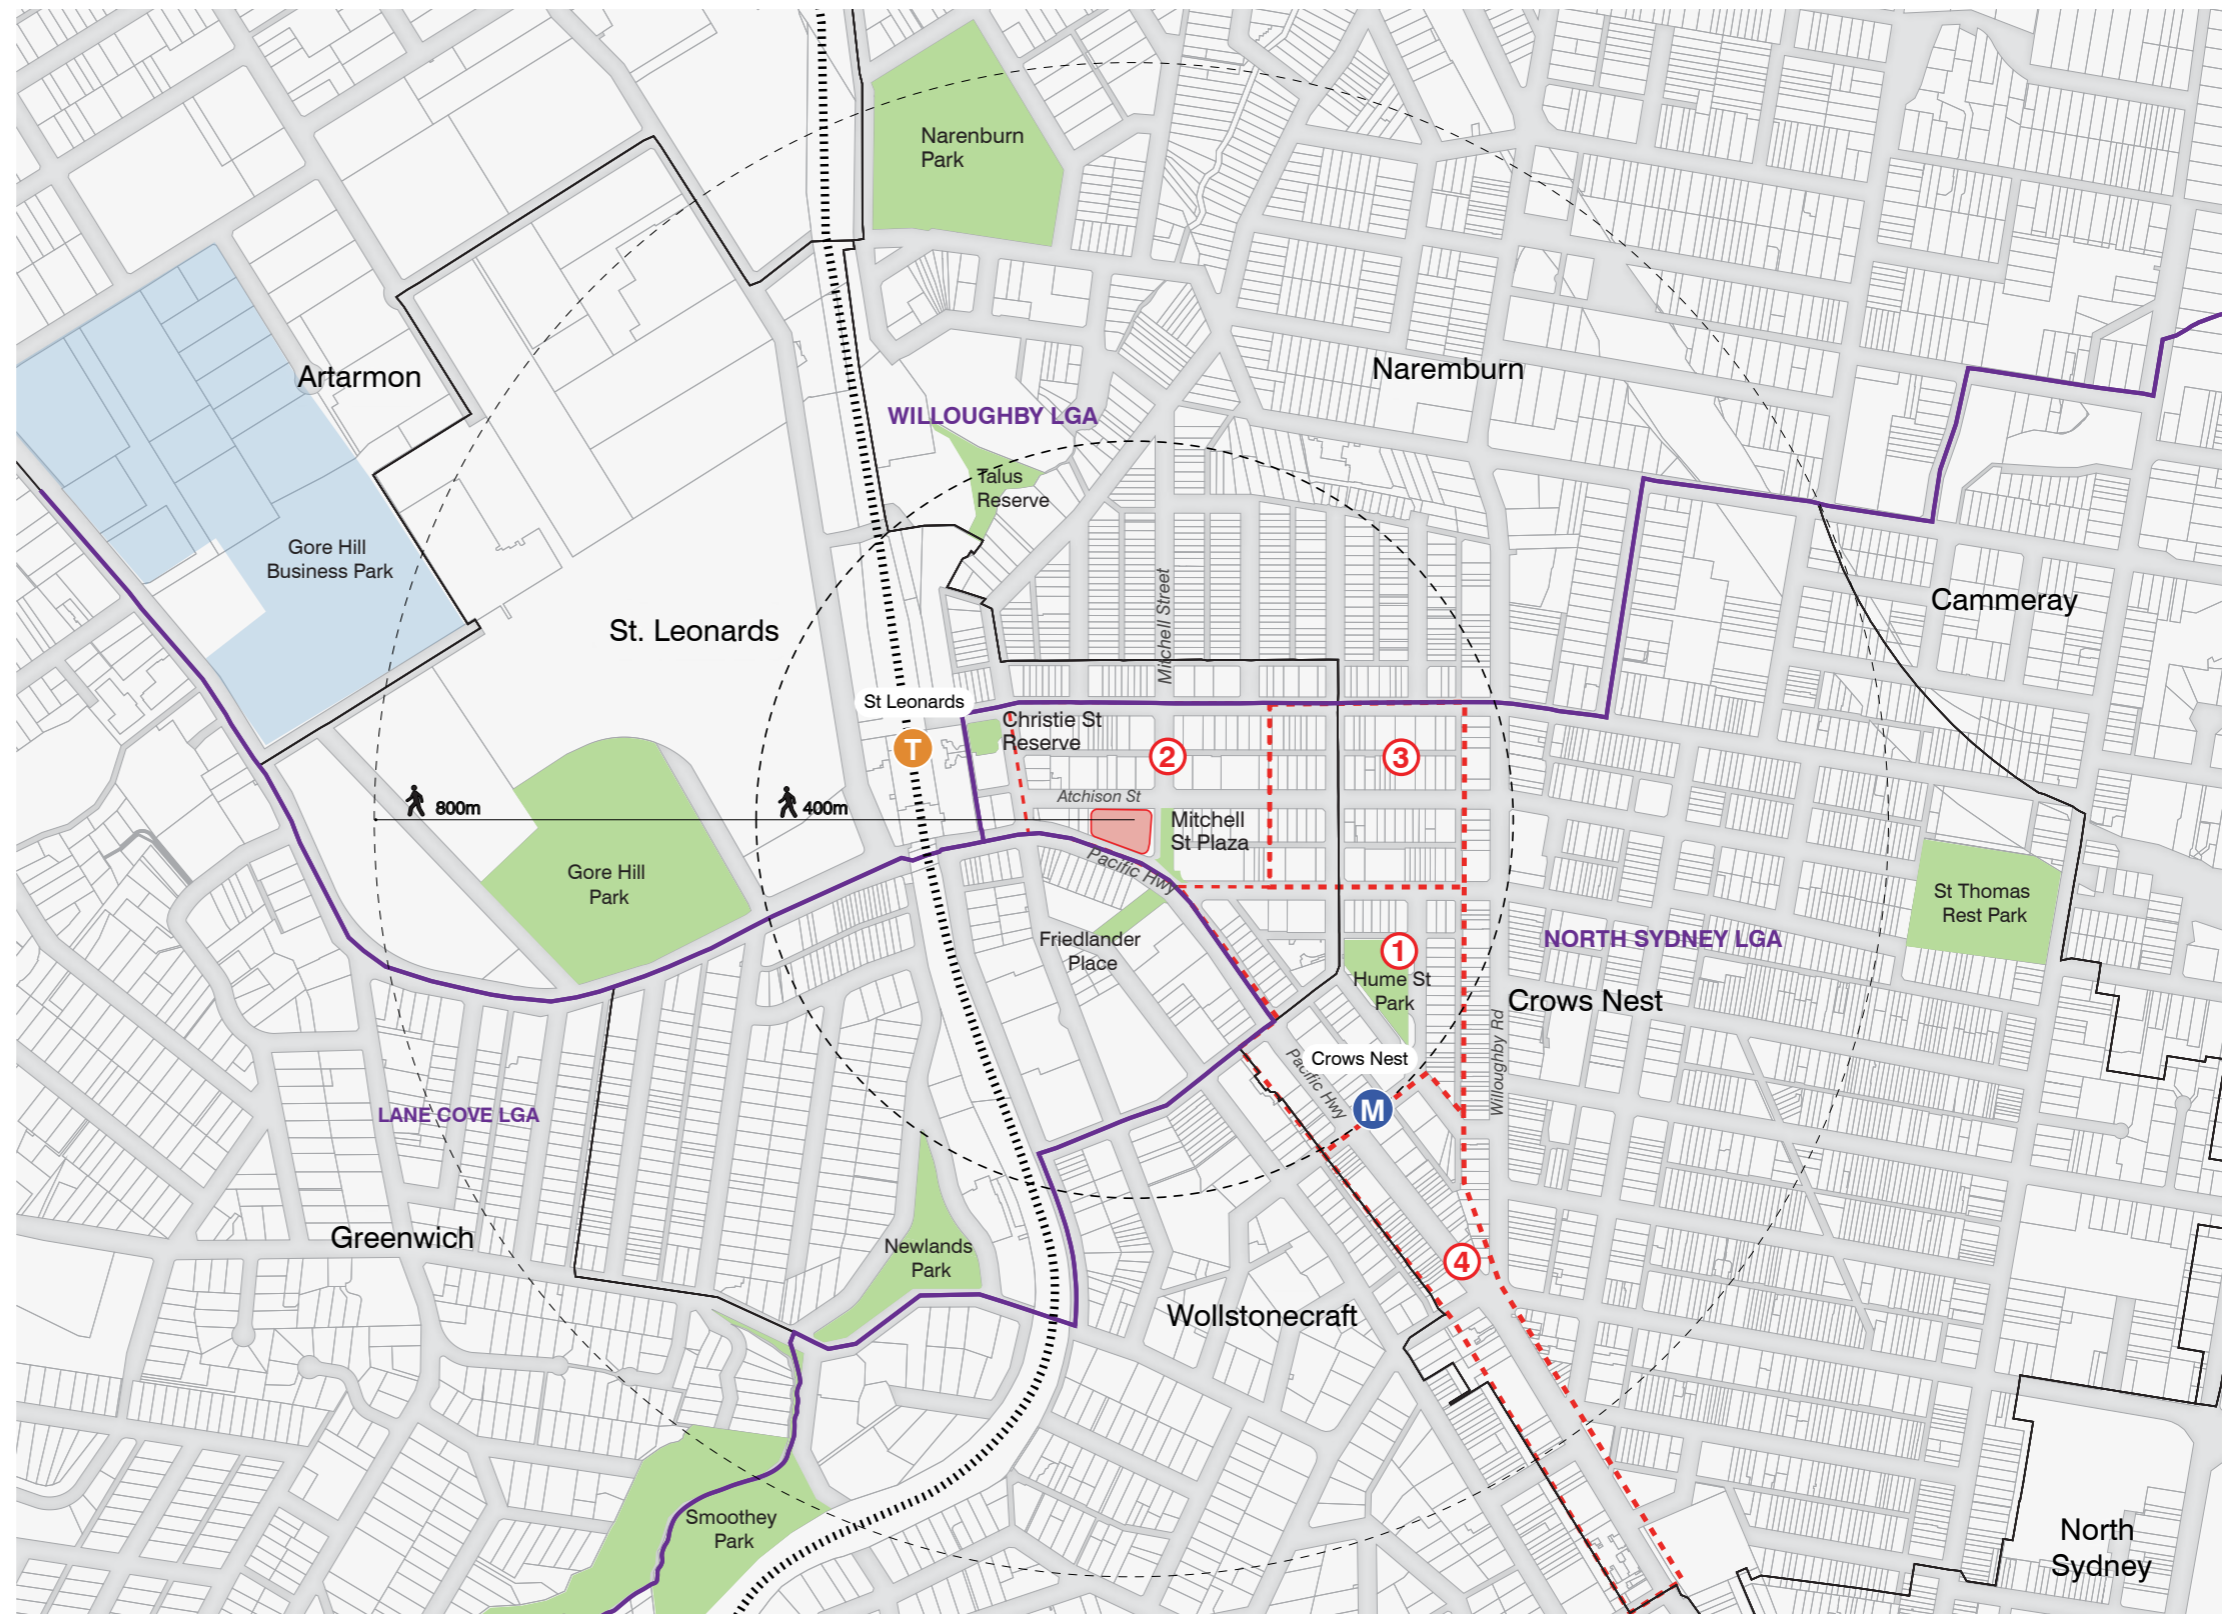 Narenburn
Park
Naremburn
Artarmon
WILLOUGHBY LGA
Talus
Reserve
Gore Hill
Business Park
Mitchell Street
Cammeray
St. Leonards
St Leonards
T
Christie St
Reserve
2
3
800m
400m
Atchison St
Mitchell
St Plaza
Pacific Hwy
Gore Hill
Park
St Thomas
Rest Park
Friedlander
Place
1
Hume St
Park
NORTH SYDNEY LGA
Crows Nest
Willoughby Rd
Crows Nest
Pacific Hwy
M
LANE COVE LGA
Greenwich
Newlands
Park
4
Wollstonecraft
Smoothey
Park
North
Sydney